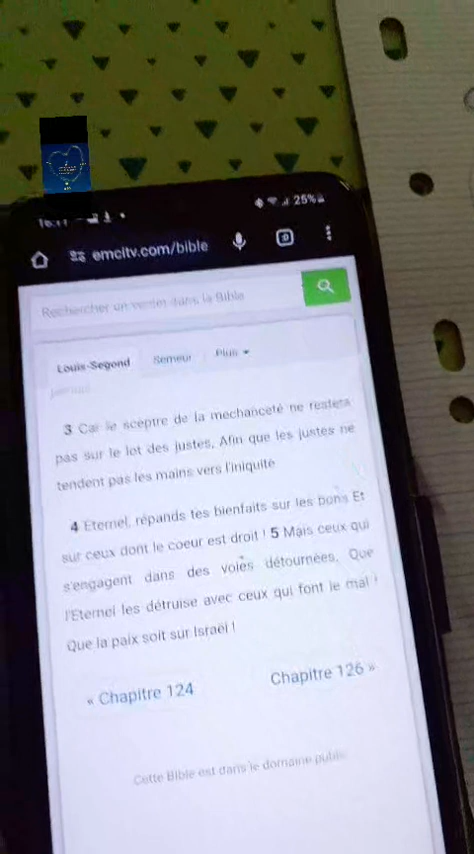 16:11
25%
emcitv.com/bible
Rechercher un verset dans la Bible
Louis-Segond Semeur Plus
3 Car le sceptre de la méchanceté ne restera
pas sur le lot des justes, Afin que les justes ne
tendent pas les mains vers l'iniquité
4 Éternel, répands tes bienfaits sur les bons Et
sur ceux dont le coeur est droit ! 5 Mais ceux qui
s'engagent dans des voies détournées, Que
l'Éternel les détruise avec ceux qui font le mal !
Que la paix soit sur Israël !
« Chapitre 124
Chapitre 126 »
Cette Bible est dans le domaine public